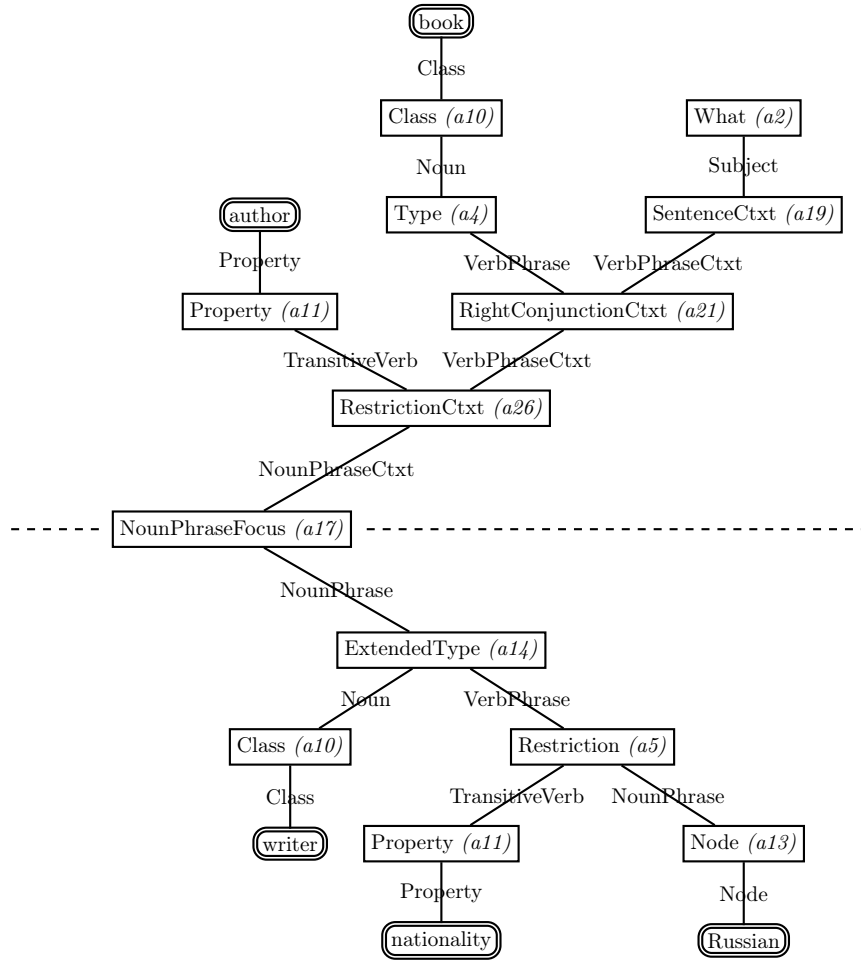 book
Class
Class (a10) What (a2)
Noun Subject
author Type (a4) SentenceCtxt (a19)
Property VerbPhrase VerbPhraseCtxt
Property (a11) RightConjunctionCtxt (a21)
TransitiveVerb VerbPhraseCtxt
RestrictionCtxt (a26)
NounPhraseCtxt
NounPhraseFocus (a17)
NounPhrase
ExtendedType (a14)
Noun VerbPhrase
Class (a10) Restriction (a5)
Class TransitiveVerb NounPhrase
writer Property (a11) Node (a13)
Property Node
nationality Russian